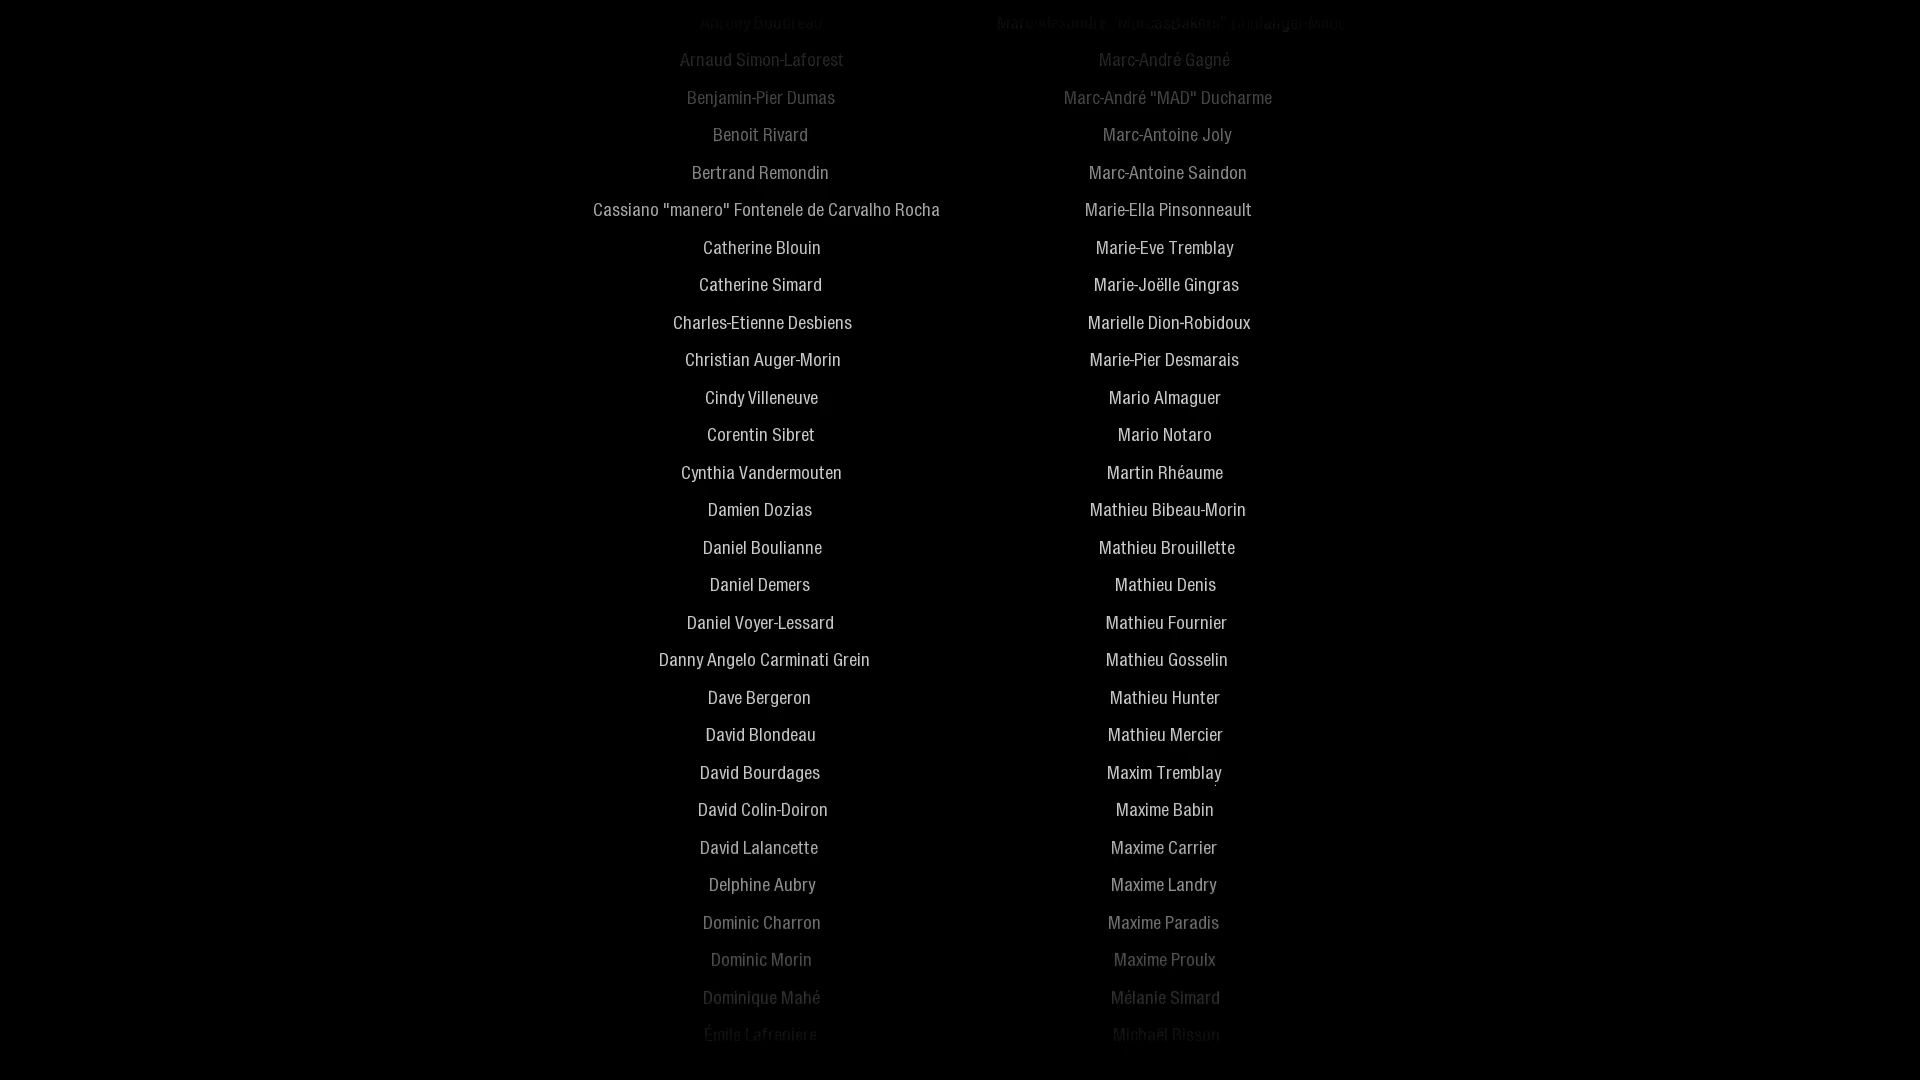 Antony Boudreau
Arnaud Simon-Laforest
Benjamin-Pier Dumas
Benoit Rivard
Bertrand Remondin
Cassiano "manero" Fontenele de Carvalho Rocha
Catherine Blouin
Catherine Simard
Charles-Etienne Desbiens
Christian Auger-Morin
Cindy Villeneuve
Corentin Sibret
Cynthia Vandermouten
Damien Dozias
Daniel Boulianne
Daniel Demers
Daniel Voyer-Lessard
Danny Angelo Carminati Grein
Dave Bergeron
David Blondeau
David Bourdages
David Colin-Doiron
David Lalancette
Delphine Aubry
Dominic Charron
Dominic Morin
Dominique Mahé
Émile Lafreniere
Marc-Alexandre
Marc-André Gagné
Marc-André "MAD" Ducharme
Marc-Antoine Joly
Marc-Antoine Saindon
Marie-Ella Pinsonneault
Marie-Eve Tremblay
Marie-Joëlle Gingras
Marielle Dion-Robidoux
Marie-Pier Desmarais
Mario Almaguer
Mario Notaro
Martin Rhéaume
Mathieu Bibeau-Morin
Mathieu Brouillette
Mathieu Denis
Mathieu Fournier
Mathieu Gosselin
Mathieu Hunter
Mathieu Mercier
Maxim Tremblay
Maxime Babin
Maxime Carrier
Maxime Landry
Maxime Paradis
Maxime Proulx
Mélanie Simard
Michaël Bisson